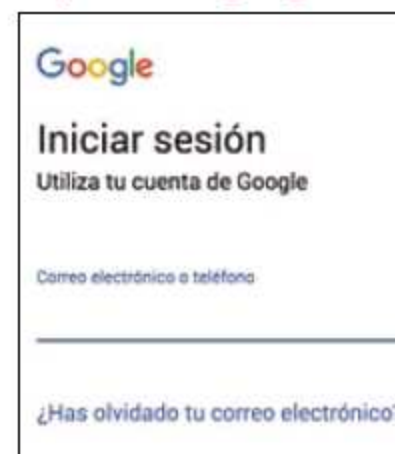 Google
Iniciar sesión
Utiliza tu cuenta de Google
Correo electrónico o teléfono
¿Has olvidado tu correo electrónico?